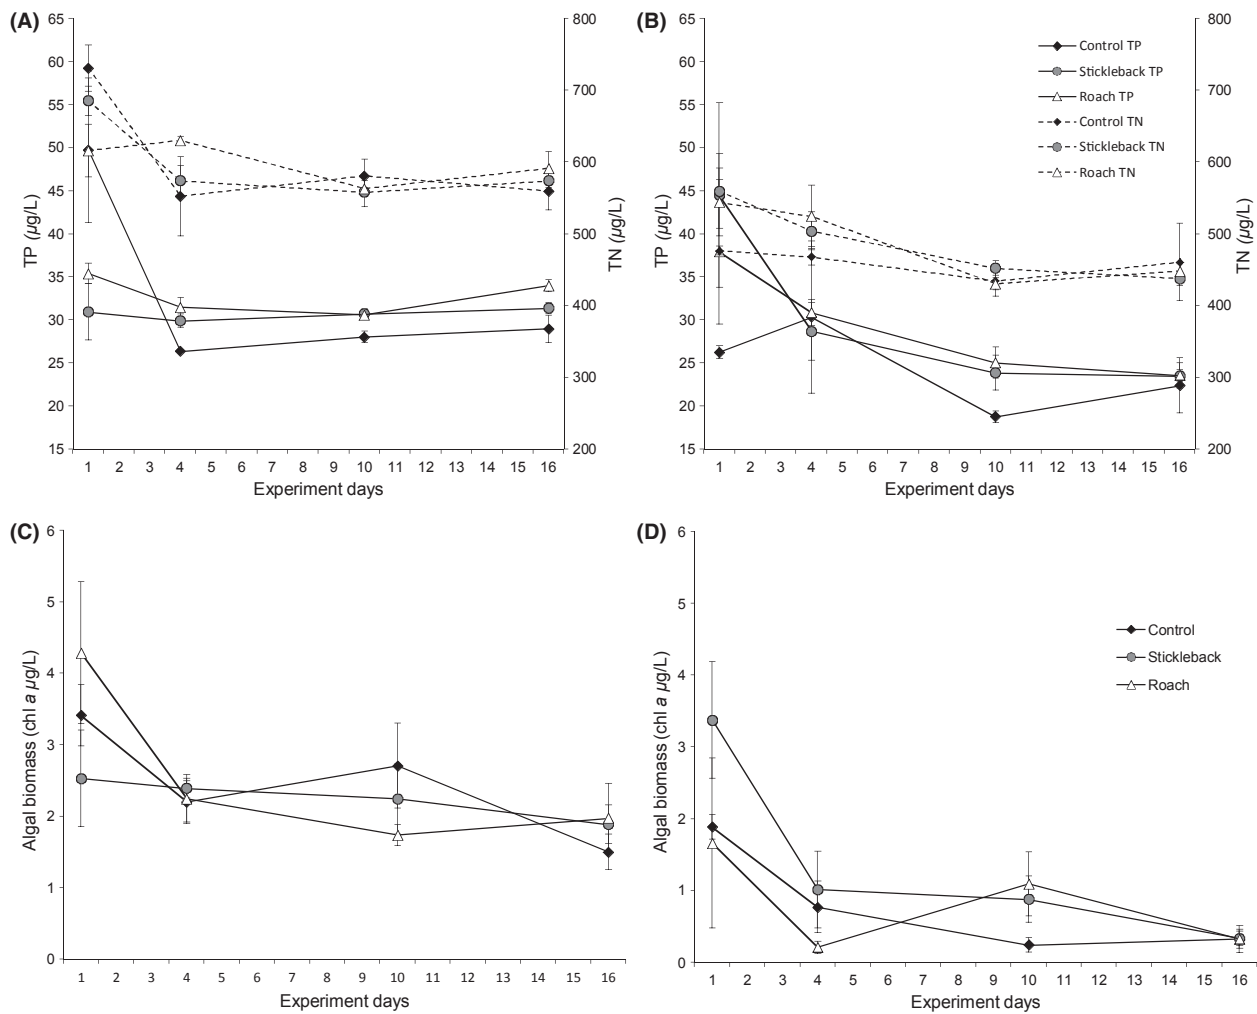 (A)
65
60
55
50
45
40
35
30
25
20
15
TP (µg/L)
800
700
600
500
400
300
200
TN (µg/L)
1 2 3 4 5 6 7 8 9 10 11 12 13 14 15 16
Experiment days
(B)
65
60
55
50
45
40
35
30
25
20
15
TP (µg/L)
Control TP
Stickleback TP
Roach TP
Control TN
Stickleback TN
Roach TN
800
700
600
500
400
300
200
TN (µg/L)
1 2 3 4 5 6 7 8 9 10 11 12 13 14 15 16
Experiment days
(C)
6
5
4
3
2
1
0
Algal biomass (chl a µg/L)
1 2 3 4 5 6 7 8 9 10 11 12 13 14 15 16
Experiment days
(D)
6
5
4
3
2
1
0
Algal biomass (chl a µg/L)
Control
Stickleback
Roach
1 2 3 4 5 6 7 8 9 10 11 12 13 14 15 16
Experiment days